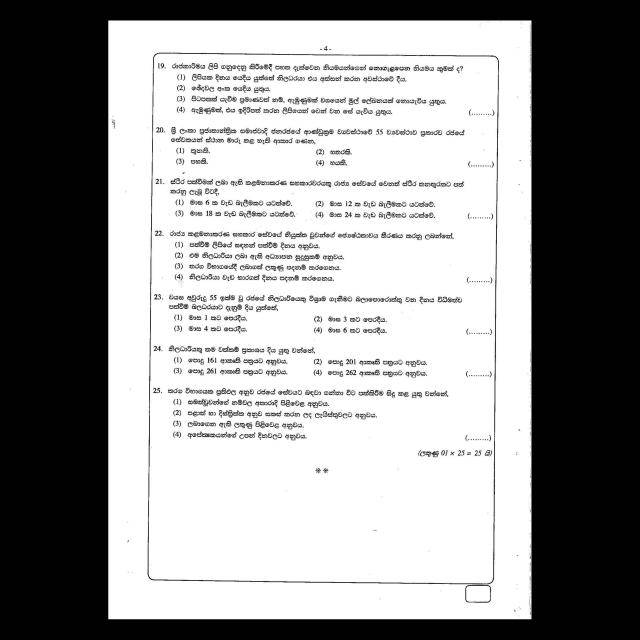 - 4 -
19. රාජකාරිමය ලිපි ගනුදෙනු කිරීමේදී පහත දැක්වෙන නියමයන්ගෙන් නොගැළපෙන නියමය කුමක් ද?
(1) ලිපියක දිනය යෙදිය යුත්තේ නිලධරයා එය අත්සන් කරන අවස්ථාවේ දීය.
(2) ඡේදවල අංක යෙදිය යුතුය.
(3) පිටපතක් යැවීම ප්‍රමාණවත් නම්, ඇමුණුමක් වශයෙන් මුල් ලේඛනයක් නොයැවිය යුතුය.
(4) ඇමුණුමක්, එය ඉදිරිපත් කරන ලිපියෙන් වෙන් වන සේ යැවිය යුතුය. (.........)
20. ශ්‍රී ලංකා ප්‍රජාතාන්ත්‍රික සමාජවාදී ජනරජයේ ආණ්ඩුක්‍රම ව්‍යවස්ථාවේ 55 ව්‍යවස්ථාව ප්‍රකාරව රජයේ
සේවකයන් ස්ථාන මාරු කළ හැකි ආකාර ගණන,
(1) තුනකි. (2) හතරකි.
(3) පහකි. (4) හයකි. (.........)
21. ස්ථිර පත්වීමක් ලබා ඇති කළමනාකරණ සහකාරවරයකු රාජ්‍ය සේවයේ වෙනත් ස්ථිර තනතුරකට පත්
කරනු ලැබූ විටදී,
(1) මාස 6 ක වැඩ බැලීමකට යටත්වේ. (2) මාස 12 ක වැඩ බැලීමකට යටත්වේ.
(3) මාස 18 ක වැඩ බැලීමකට යටත්වේ. (4) මාස 24 ක වැඩ බැලීමකට යටත්වේ. (.........)
22. රාජ්‍ය කළමනාකරණ සහකාර සේවයේ නියුක්ත වූවන්ගේ ජ්‍යෙෂ්ඨතාවය තීරණය කරනු ලබන්නේ,
(1) පත්වීම් ලිපියේ සඳහන් පත්වීම් දිනය අනුවය.
(2) එම නිලධාරියා ලබා ඇති අධ්‍යාපන සුදුසුකම් අනුවය.
(3) තරග විභාගයේදී ලබාගත් ලකුණු පදනම් කරගෙනය.
(4) නිලධාරියා වැඩ භාරගත් දිනය පදනම් කරගෙනය. (.........)
23. වයස අවුරුදු 55 ඉක්ම වූ රජයේ නිලධාරියෙකු විශ්‍රාම ගැනීමට බලාපොරොත්තු වන දිනය විධිමත්ව
පත්වීම් බලධරයාට දැනුම් දිය යුත්තේ,
(1) මාස 1 කට පෙරදීය. (2) මාස 3 කට පෙරදීය.
(3) මාස 4 කට පෙරදීය. (4) මාස 6 කට පෙරදීය. (.........)
24. නිලධාරියකු තම වත්කම් ප්‍රකාශය දිය යුතු වන්නේ,
(1) පොදු 161 ආකෘති පත්‍රයට අනුවය. (2) පොදු 201 ආකෘති පත්‍රයට අනුවය.
(3) පොදු 261 ආකෘති පත්‍රයට අනුවය. (4) පොදු 262 ආකෘති පත්‍රයට අනුවය. (.........)
25. තරග විභාගයක ප්‍රතිඵල අනුව රජයේ සේවයට බඳවා ගන්නා විට පත්කිරීම සිදු කළ යුතු වන්නේ,
(1) සමත්වූවන්ගේ නම්වල අකාරාදි පිළිවෙළ අනුවය.
(2) පළාත් හා දිස්ත්‍රික්ක අනුව සකස් කරන ලද ලැයිස්තුවලට අනුවය.
(3) ලබාගෙන ඇති ලකුණු පිළිවෙළ අනුවය.
(4) අපේක්ෂකයන්ගේ උපන් දිනවලට අනුවය. (.........)
(ලකුණු 01 × 25 = 25 යි)
**